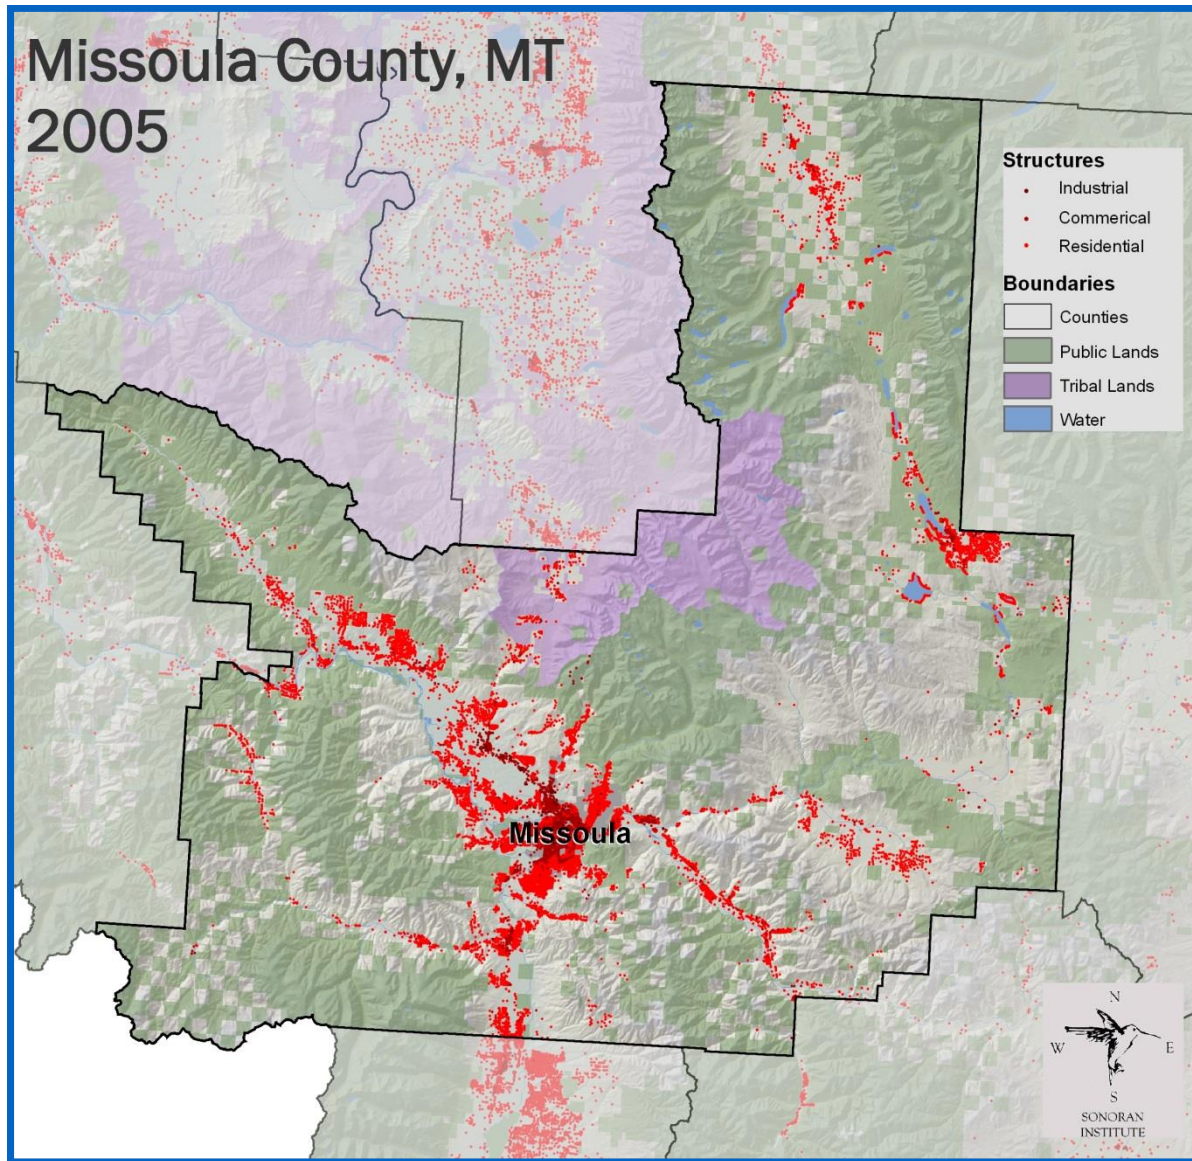 Missoula County, MT
2005
Structures
Industrial
Commerical
Residential
Boundaries
Counties
Public Lands
Tribal Lands
Water
Missoula
N
W E
S
SONORAN
INSTITUTE